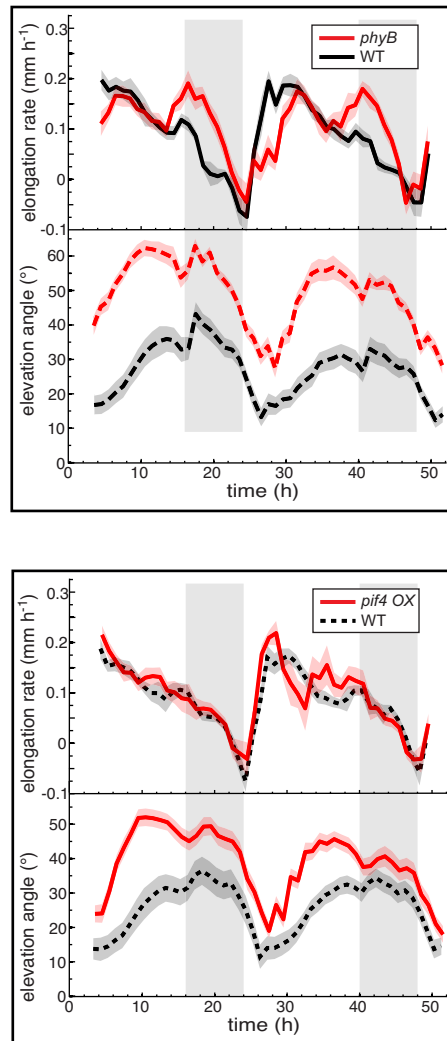 phyB
WT
elongation rate (mm h⁻¹)
0.3
0.2
0.1
0
-0.1
elevation angle (°)
60
50
40
30
20
10
0
0 10 20 30 40 50
time (h)
pif4 OX
WT
elongation rate (mm h⁻¹)
0.3
0.2
0.1
0
-0.1
elevation angle (°)
50
40
30
20
10
0
0 10 20 30 40 50
time (h)